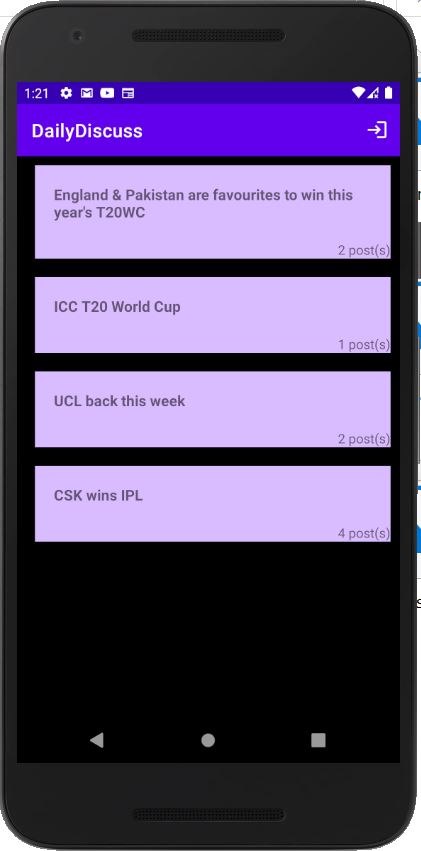 1:21
DailyDiscuss
England & Pakistan are favourites to win this
year's T20WC
2 post(s)
ICC T20 World Cup
1 post(s)
UCL back this week
2 post(s)
CSK wins IPL
4 post(s)